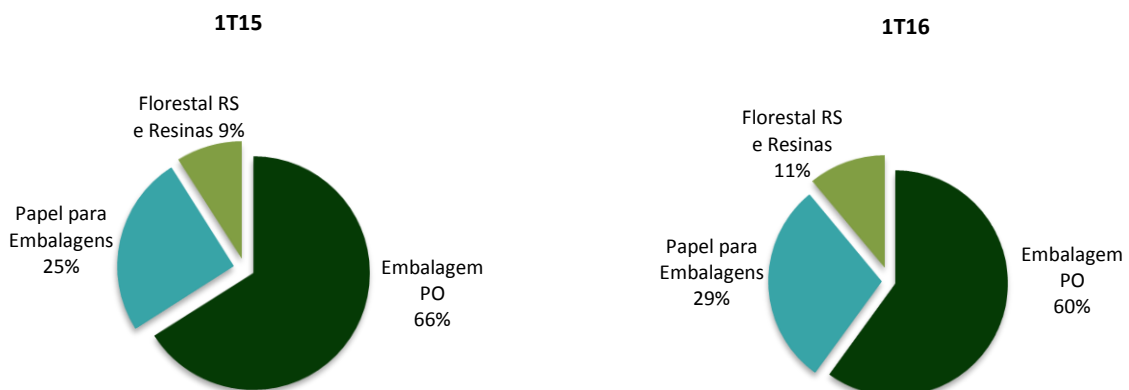 1T15
Florestal RS
e Resinas 9%
Papel para
Embalagens
25%
Embalagem
PO
66%
1T16
Florestal RS
e Resinas
11%
Papel para
Embalagens
29%
Embalagem
PO
60%